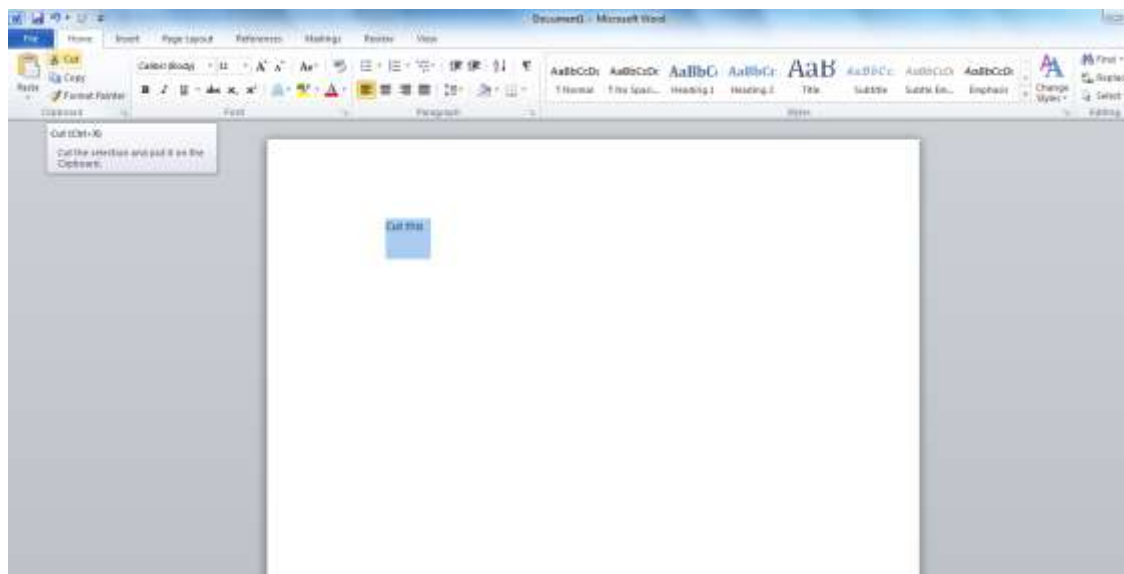 Document1 - Microsoft Word
File Home Insert Page Layout References Mailings Review View
Cut
Copy
Paste
Format Painter
Calibri (Body) 11
AaBbCcDc AaBbCcDc AaBbC AaBbCc AaB AaBbCc. AaBbCcDc AaBbCcDc
¶ Normal ¶ No Spaci... Heading 1 Heading 2 Title Subtitle Subtle Em... Emphasis
Change
Styles
Find
Replac
Select
Clipboard Font Paragraph Styles Editing
Cut (Ctrl+X)
Cut the selection and put it on the
Clipboard.
Cut this